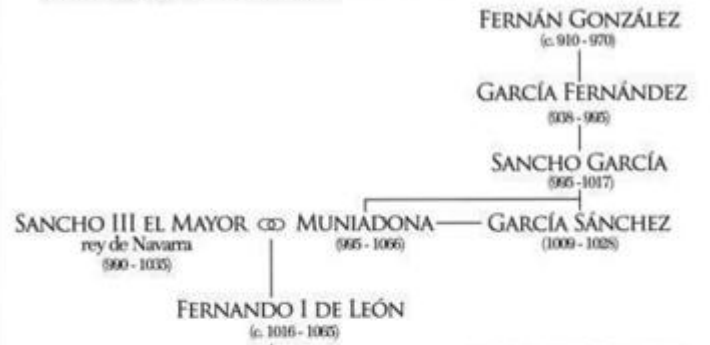 FERNÁN GONZÁLEZ
(c. 910 - 970)
GARCÍA FERNÁNDEZ
(938 - 995)
SANCHO GARCÍA
(995 - 1017)
SANCHO III EL MAYOR
rey de Navarra
(990 - 1035)
MUNIADONA
(995 - 1066)
GARCÍA SÁNCHEZ
(1009 - 1028)
FERNANDO I DE LEÓN
(c. 1016 - 1065)